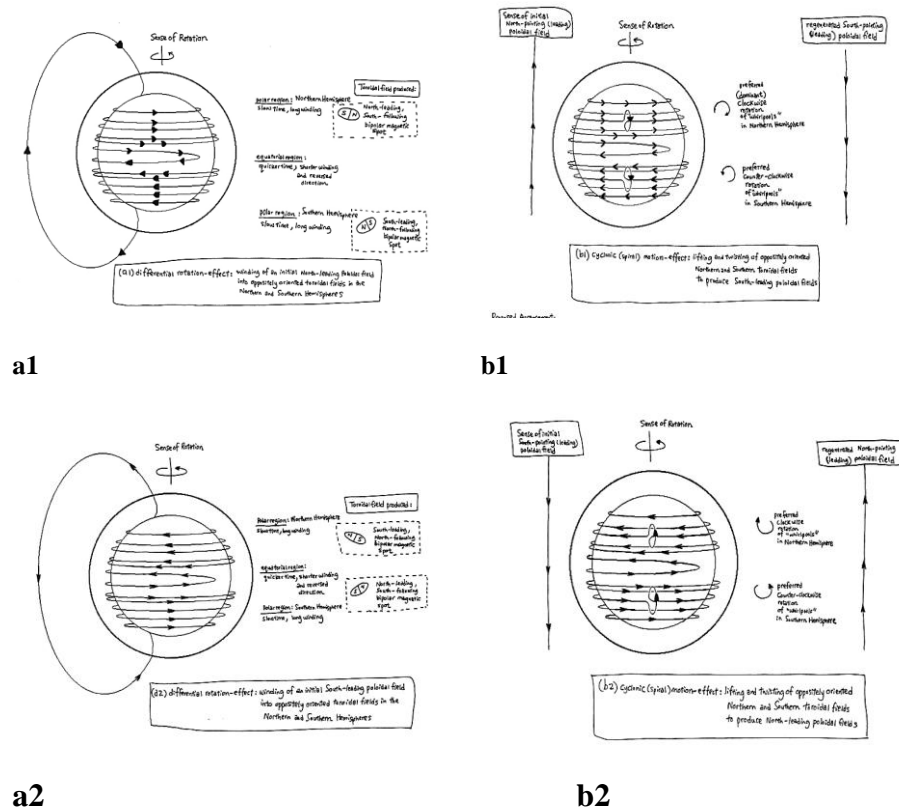 Sense of Rotation
Toroidal field produced:
polar region: Northern Hemisphere
slow time, long winding
S N
North-leading,
South-following
bipolar magnetic
spot
equatorial region:
quicker time, shorter winding
and reversed
direction.
polar region: Southern Hemisphere
slow time, long winding
N S
South-leading,
North-following
bipolar magnetic
spot
(a1) differential rotation-effect: winding of an initial North-leading poloidal field
into oppositely oriented toroidal fields in the
Northern and Southern Hemispheres
a1
Sense of initial
North-pointing (leading)
poloidal field
Sense of Rotation
regenerated South-pointing
(leading) poloidal field
preferred
(dominant)
clockwise
rotation
of "whirlpols"
in Northern Hemisphere
preferred
counter-clockwise
rotation
of "whirlpols"
in Southern Hemisphere
(b1) cyclonic (spiral) motion-effect: lifting and twisting of oppositely oriented
Northern and Southern toroidal fields
to produce South-leading poloidal fields
b1
Sense of Rotation
Toroidal field produced:
Polar region: Northern Hemisphere
slow time, long winding
N S
South-leading,
North-following
bipolar magnetic
spot
equatorial region:
quicker time, shorter winding
and reversed
direction.
Polar region: Southern Hemisphere
slow time, long winding
S N
North-leading,
South-following
bipolar magnetic
spot
(a2) differential rotation-effect: winding of an initial South-leading poloidal field
into oppositely oriented toroidal fields in the
Northern and Southern Hemispheres
a2
Sense of initial
South-pointing (leading)
poloidal field
Sense of Rotation
regenerated North-pointing
(leading) poloidal field
preferred
clockwise
rotation
of "whirlpols"
in Northern Hemisphere
preferred
counter-clockwise
rotation
of "whirlpols"
in Southern Hemisphere
(b2) cyclonic (spiral) motion-effect: lifting and twisting of oppositely oriented
Northern and Southern toroidal fields
to produce North-leading poloidal fields
b2